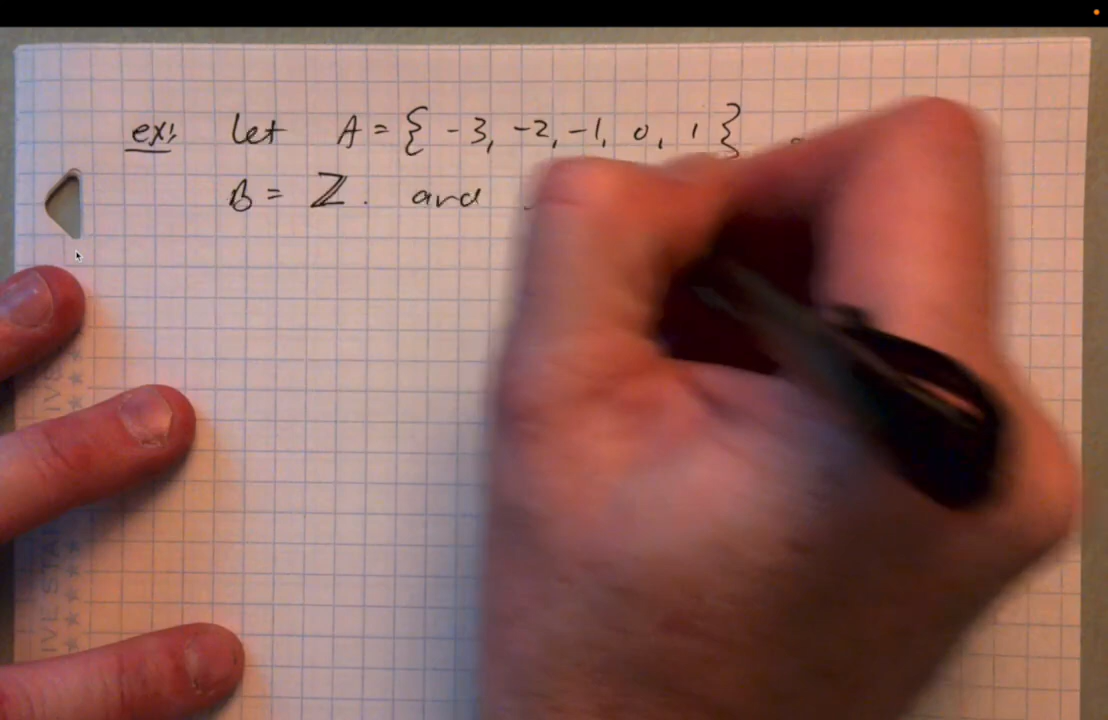 ex: let A = { -3, -2, -1, 0, 1 }
B = ℤ. and